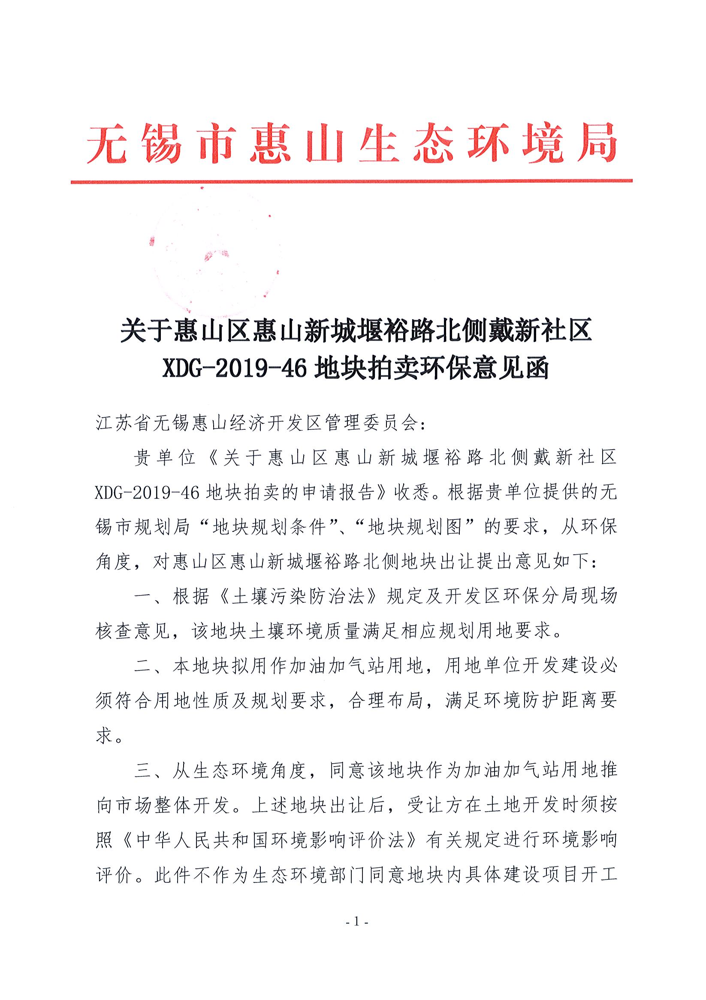 无锡市惠山生态环境局
关于惠山区惠山新城堰裕路北侧戴新社区
XDG-2019-46 地块拍卖环保意见函
江苏省无锡惠山经济开发区管理委员会：
贵单位《关于惠山区惠山新城堰裕路北侧戴新社区
XDG-2019-46 地块拍卖的申请报告》收悉。根据贵单位提供的无
锡市规划局“地块规划条件”、“地块规划图”的要求，从环保
角度，对惠山区惠山新城堰裕路北侧地块出让提出意见如下：
一、根据《土壤污染防治法》规定及开发区环保分局现场
核查意见，该地块土壤环境质量满足相应规划用地要求。
二、本地块拟用作加油加气站用地，用地单位开发建设必
须符合用地性质及规划要求，合理布局，满足环境防护距离要
求。
三、从生态环境角度，同意该地块作为加油加气站用地推
向市场整体开发。上述地块出让后，受让方在土地开发时须按
照《中华人民共和国环境影响评价法》有关规定进行环境影响
评价。此件不作为生态环境部门同意地块内具体建设项目开工
- 1 -